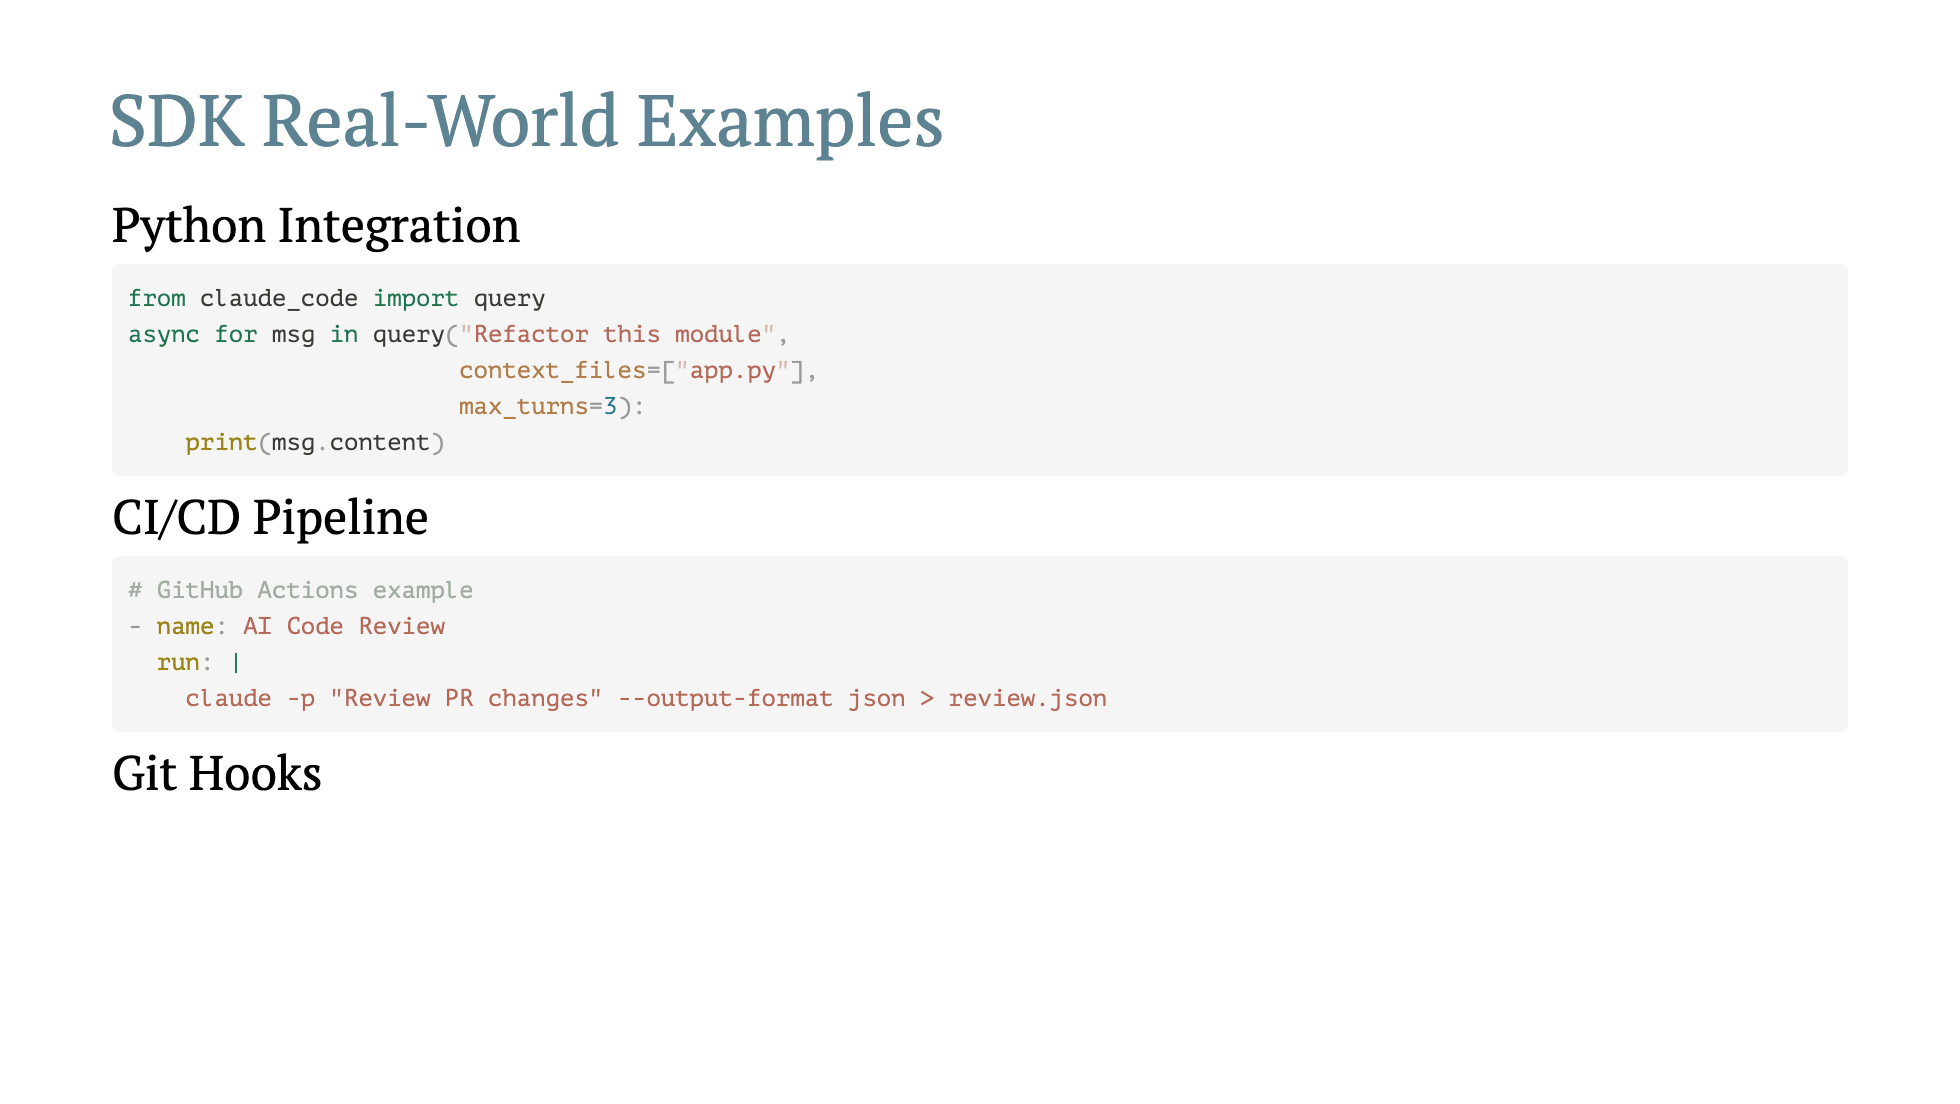 SDK Real-World Examples
Python Integration
from claude_code import query
async for msg in query("Refactor this module",
                       context_files=["app.py"],
                       max_turns=3):
    print(msg.content)
CI/CD Pipeline
# GitHub Actions example
- name: AI Code Review
  run: |
    claude -p "Review PR changes" --output-format json > review.json
Git Hooks